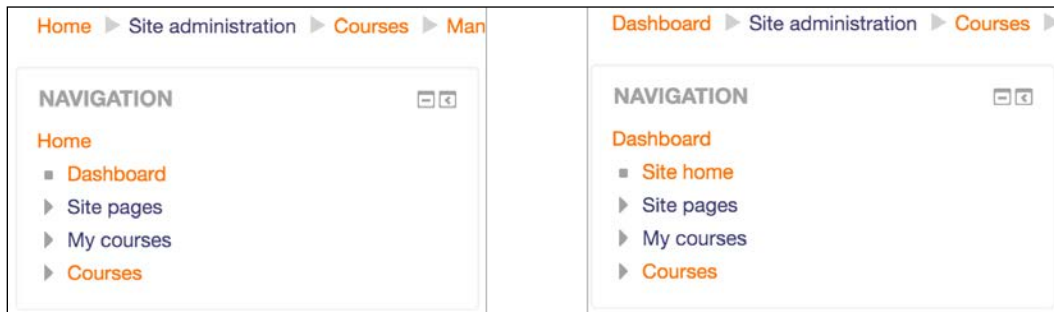 Home Site administration Courses Man
NAVIGATION
Home
Dashboard
Site pages
My courses
Courses
Dashboard Site administration Courses
NAVIGATION
Dashboard
Site home
Site pages
My courses
Courses